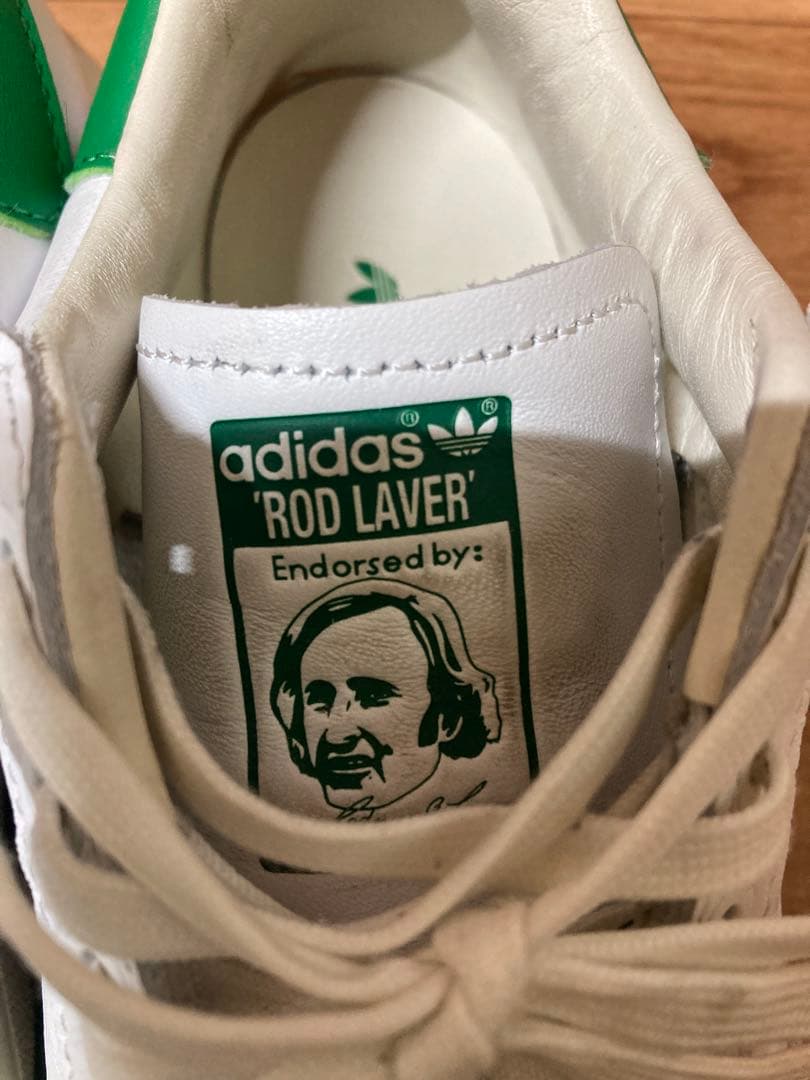 adidas® ®
'ROD LAVER'
Endorsed by: